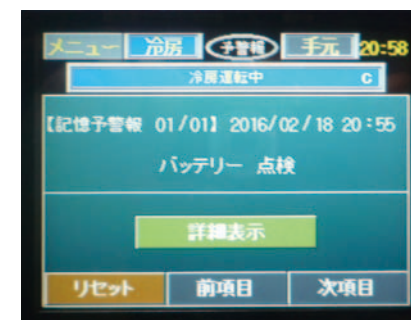 メニュー 冷房 予警報 手元 20:58
冷房運転中 C
【記憶予警報 01/01】 2016/02/18 20:55
バッテリー 点検
詳細表示
リセット 前項目 次項目